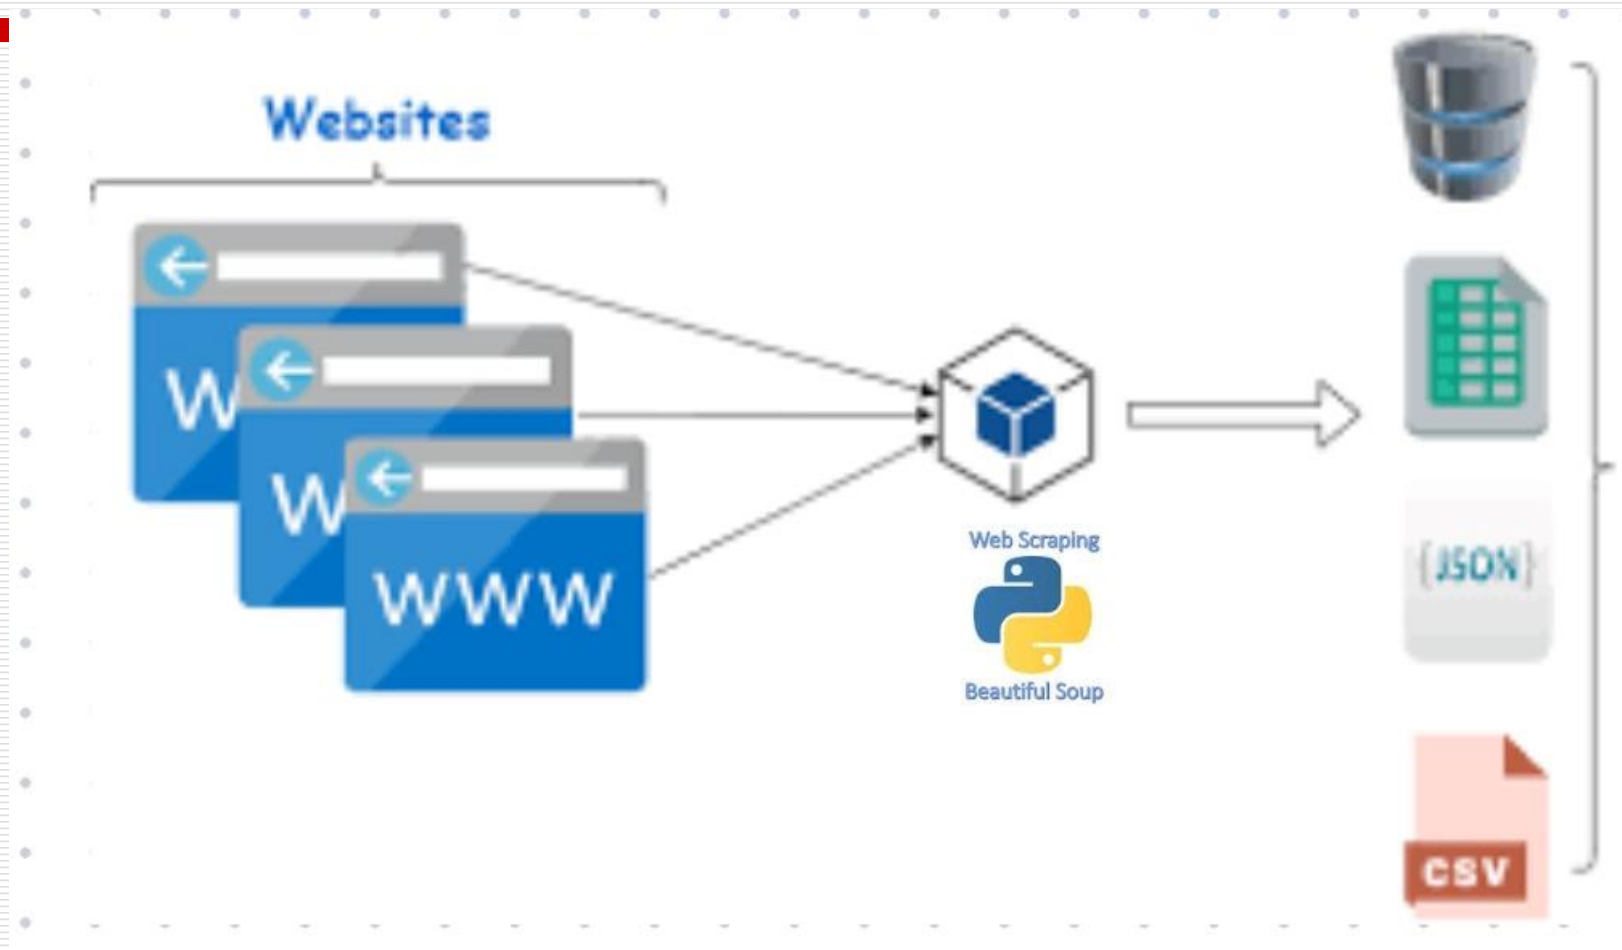 Websites
W
W
WWW
Web Scraping
Beautiful Soup
{JSON}
CSV